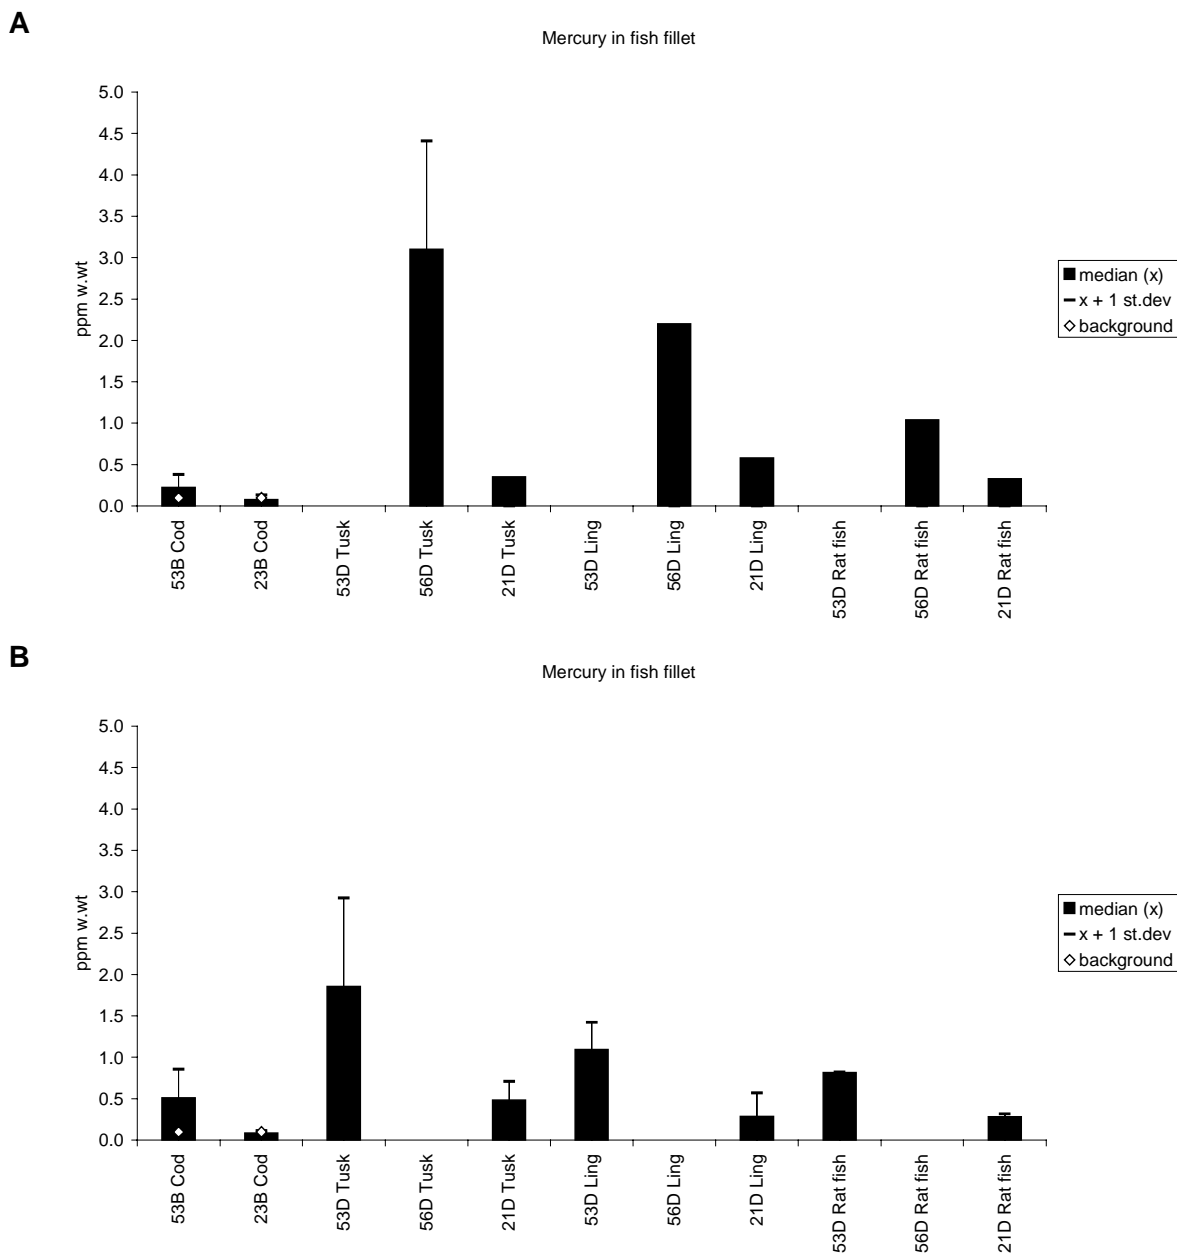 A
Mercury in fish fillet
5.0
4.5
4.0
3.5
3.0
2.5
2.0
1.5
1.0
0.5
0.0
ppm w.wt
median (x)
x + 1 st.dev
background
53B Cod
23B Cod
53D Tusk
56D Tusk
21D Tusk
53D Ling
56D Ling
21D Ling
53D Rat fish
56D Rat fish
21D Rat fish
B
Mercury in fish fillet
5.0
4.5
4.0
3.5
3.0
2.5
2.0
1.5
1.0
0.5
0.0
ppm w.wt
median (x)
x + 1 st.dev
background
53B Cod
23B Cod
53D Tusk
56D Tusk
21D Tusk
53D Ling
56D Ling
21D Ling
53D Rat fish
56D Rat fish
21D Rat fish